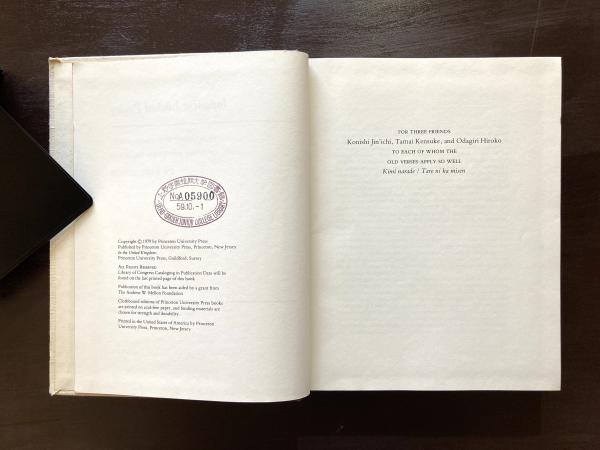 No.A05900
59.10.-1
Copyright © 1979 by Princeton University Press
Published by Princeton University Press, Princeton, New Jersey
In the United Kingdom:
Princeton University Press, Guildford, Surrey
All Rights Reserved
Library of Congress Cataloging in Publication Data will be
found on the last printed page of this book
Publication of this book has been aided by a grant from
The Andrew W. Mellon Foundation
Clothbound editions of Princeton University Press books
are printed on acid-free paper, and binding materials are
chosen for strength and durability.
Printed in the United States of America by Princeton
University Press, Princeton, New Jersey
FOR THREE FRIENDS
Konishi Jin'ichi, Tamai Kensuke, and Odagiri Hiroko
TO EACH OF WHOM THE
OLD VERSES APPLY SO WELL
Kimi narade / Tare ni ka misen